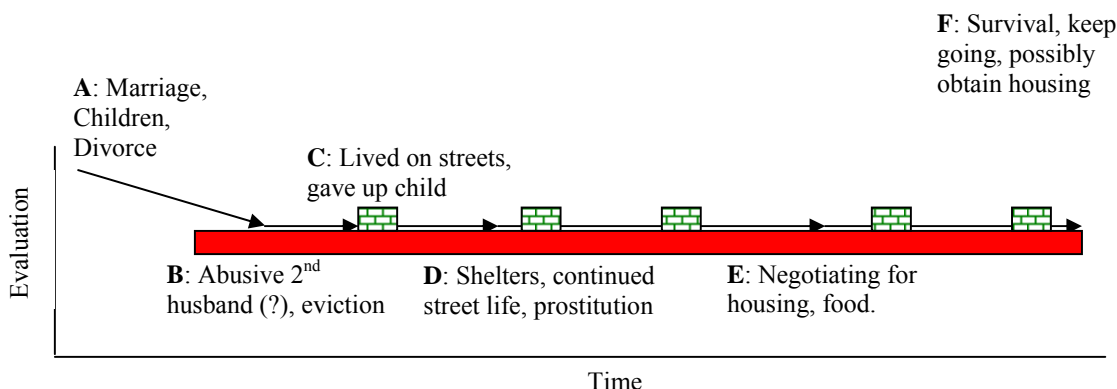 F: Survival, keep
going, possibly
obtain housing
A: Marriage,
Children,
Divorce
C: Lived on streets,
gave up child
Evaluation
B: Abusive 2nd
husband (?), eviction
D: Shelters, continued
street life, prostitution
E: Negotiating for
housing, food.
Time